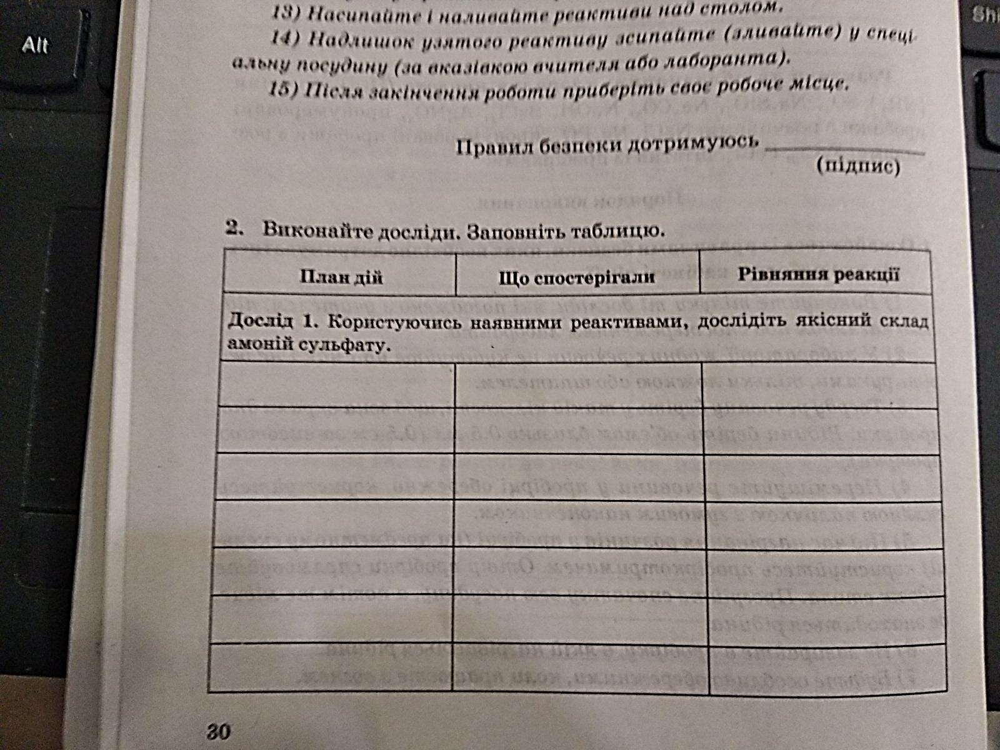 Alt
Shi
13) Насипайте і наливайте реактиви над столом.
14) Надлишок узятого реактиву зсипайте (зливайте) у спеці-
альну посудину (за вказівкою вчителя або лаборанта).
15) Після закінчення роботи приберіть своє робоче місце.
Правил безпеки дотримуюсь
(підпис)
2. Виконайте досліди. Заповніть таблицю.
План дій Що спостерігали Рівняння реакції
Дослід 1. Користуючись наявними реактивами, дослідіть якісний склад
амоній сульфату.
30